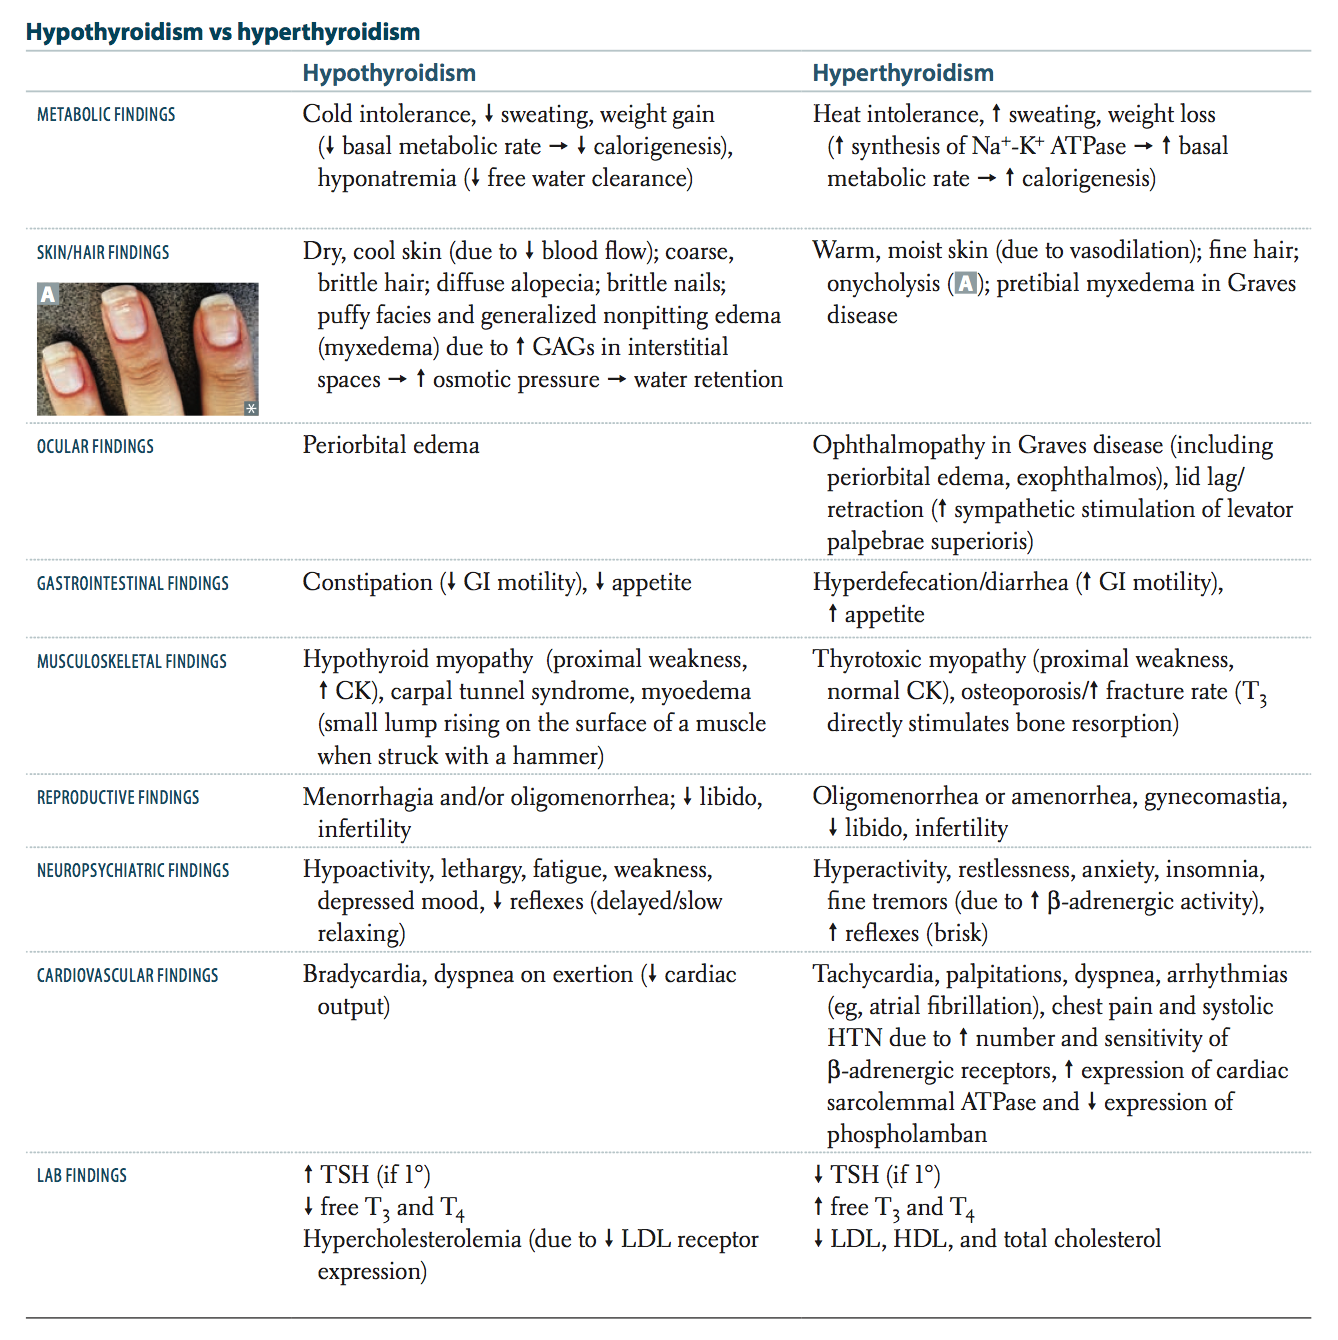 Hypothyroidism vs hyperthyroidism
Hypothyroidism
Hyperthyroidism
METABOLIC FINDINGS
Cold intolerance, ↓ sweating, weight gain
(↓ basal metabolic rate → ↓ calorigenesis),
hyponatremia (↓ free water clearance)
Heat intolerance, ↑ sweating, weight loss
(↑ synthesis of Na⁺-K⁺ ATPase → ↑ basal
metabolic rate → ↑ calorigenesis)
SKIN/HAIR FINDINGS
A
*
Dry, cool skin (due to ↓ blood flow); coarse,
brittle hair; diffuse alopecia; brittle nails;
puffy facies and generalized nonpitting edema
(myxedema) due to ↑ GAGs in interstitial
spaces → ↑ osmotic pressure → water retention
Warm, moist skin (due to vasodilation); fine hair;
onycholysis (A); pretibial myxedema in Graves
disease
OCULAR FINDINGS
Periorbital edema
Ophthalmopathy in Graves disease (including
periorbital edema, exophthalmos), lid lag/
retraction (↑ sympathetic stimulation of levator
palpebrae superioris)
GASTROINTESTINAL FINDINGS
Constipation (↓ GI motility), ↓ appetite
Hyperdefecation/diarrhea (↑ GI motility),
↑ appetite
MUSCULOSKELETAL FINDINGS
Hypothyroid myopathy (proximal weakness,
↑ CK), carpal tunnel syndrome, myoedema
(small lump rising on the surface of a muscle
when struck with a hammer)
Thyrotoxic myopathy (proximal weakness,
normal CK), osteoporosis/↑ fracture rate (T₃
directly stimulates bone resorption)
REPRODUCTIVE FINDINGS
Menorrhagia and/or oligomenorrhea; ↓ libido,
infertility
Oligomenorrhea or amenorrhea, gynecomastia,
↓ libido, infertility
NEUROPSYCHIATRIC FINDINGS
Hypoactivity, lethargy, fatigue, weakness,
depressed mood, ↓ reflexes (delayed/slow
relaxing)
Hyperactivity, restlessness, anxiety, insomnia,
fine tremors (due to ↑ β-adrenergic activity),
↑ reflexes (brisk)
CARDIOVASCULAR FINDINGS
Bradycardia, dyspnea on exertion (↓ cardiac
output)
Tachycardia, palpitations, dyspnea, arrhythmias
(eg, atrial fibrillation), chest pain and systolic
HTN due to ↑ number and sensitivity of
β-adrenergic receptors, ↑ expression of cardiac
sarcolemmal ATPase and ↓ expression of
phospholamban
LAB FINDINGS
↑ TSH (if 1°)
↓ free T₃ and T₄
Hypercholesterolemia (due to ↓ LDL receptor
expression)
↓ TSH (if 1°)
↑ free T₃ and T₄
↓ LDL, HDL, and total cholesterol